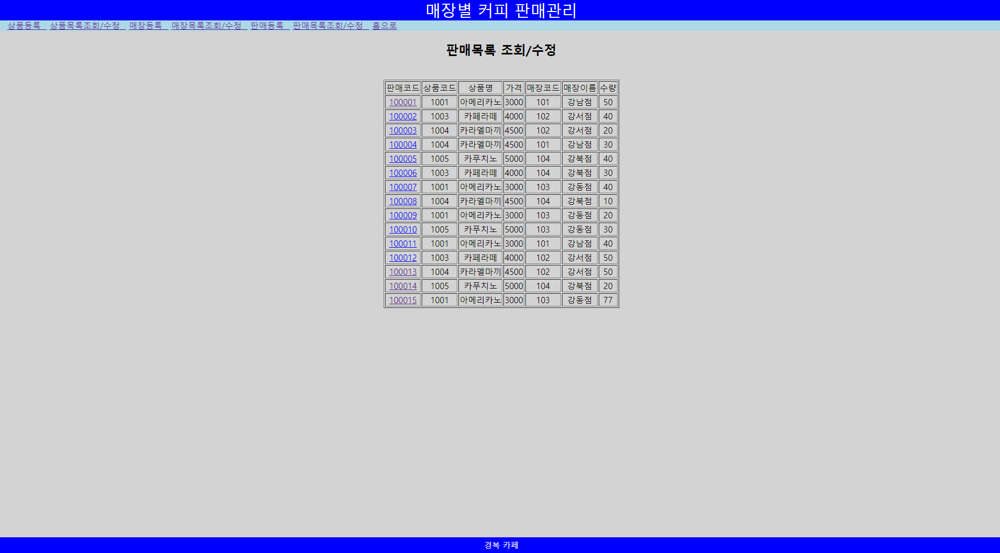 매장별 커피 판매관리
상품등록 상품목록조회/수정 매장등록 매장목록조회/수정 판매등록 판매목록조회/수정 홈으로
판매목록 조회/수정
판매코드 상품코드 상품명 가격 매장코드 매장이름 수량
100001 1001 아메리카노 3000 101 강남점 50
100002 1003 카페라떼 4000 102 강서점 40
100003 1004 카라멜마끼 4500 102 강서점 20
100004 1004 카라멜마끼 4500 101 강남점 30
100005 1005 카푸치노 5000 104 강북점 40
100006 1003 카페라떼 4000 104 강북점 30
100007 1001 아메리카노 3000 103 강동점 40
100008 1004 카라멜마끼 4500 104 강북점 10
100009 1001 아메리카노 3000 103 강동점 20
100010 1005 카푸치노 5000 103 강동점 30
100011 1001 아메리카노 3000 101 강남점 40
100012 1003 카페라떼 4000 102 강서점 50
100013 1004 카라멜마끼 4500 102 강서점 50
100014 1005 카푸치노 5000 104 강북점 20
100015 1001 아메리카노 3000 103 강동점 77
경복 카페